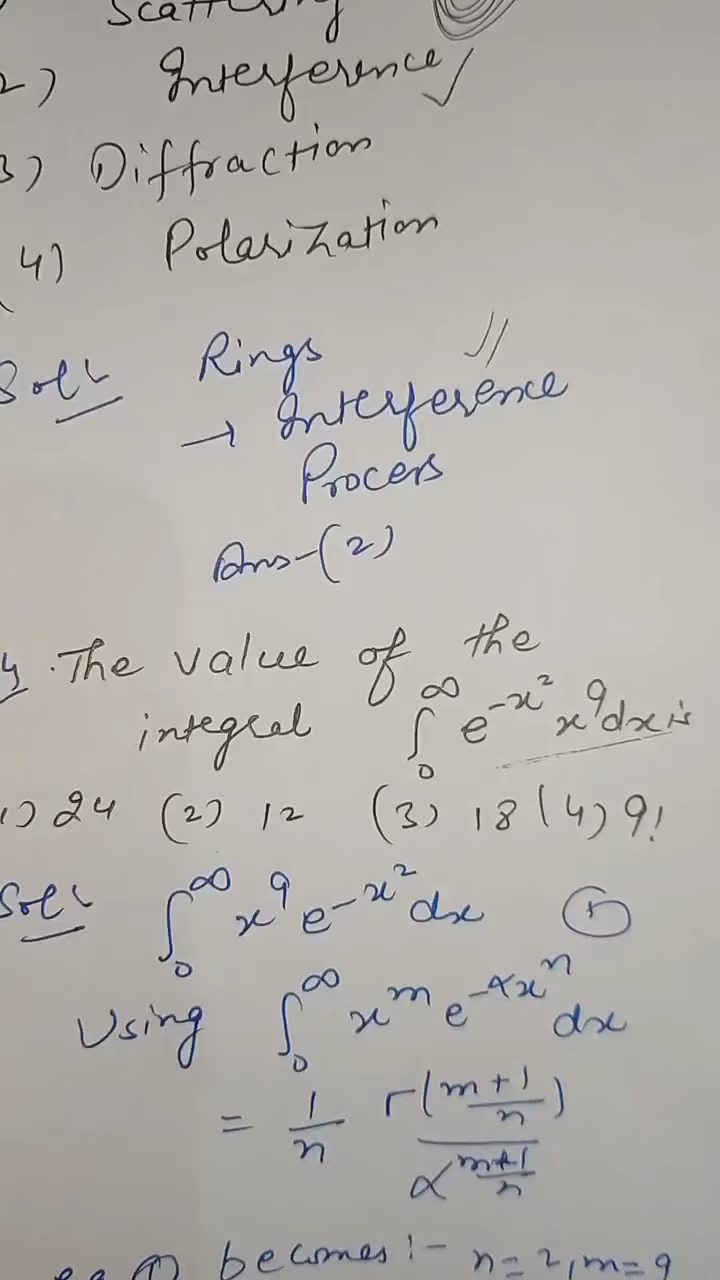 Scattering
2) Interference ✓
3) Diffraction
4) Polarization
Sol: Rings
→ Interference
Process
Ans-(2)
The value of the
integral ∫₀^∞ e^{-x²} x⁹ dx is
1) 24 (2) 12 (3) 18 (4) 9!
Sol: ∫₀^∞ x⁹ e^{-x²} dx ①
Using ∫₀^∞ x^m e^{-αx^n} dx
= 1/n Γ((m+1)/n) / α^{(m+1)/n}
becomes:- n=2, m=9